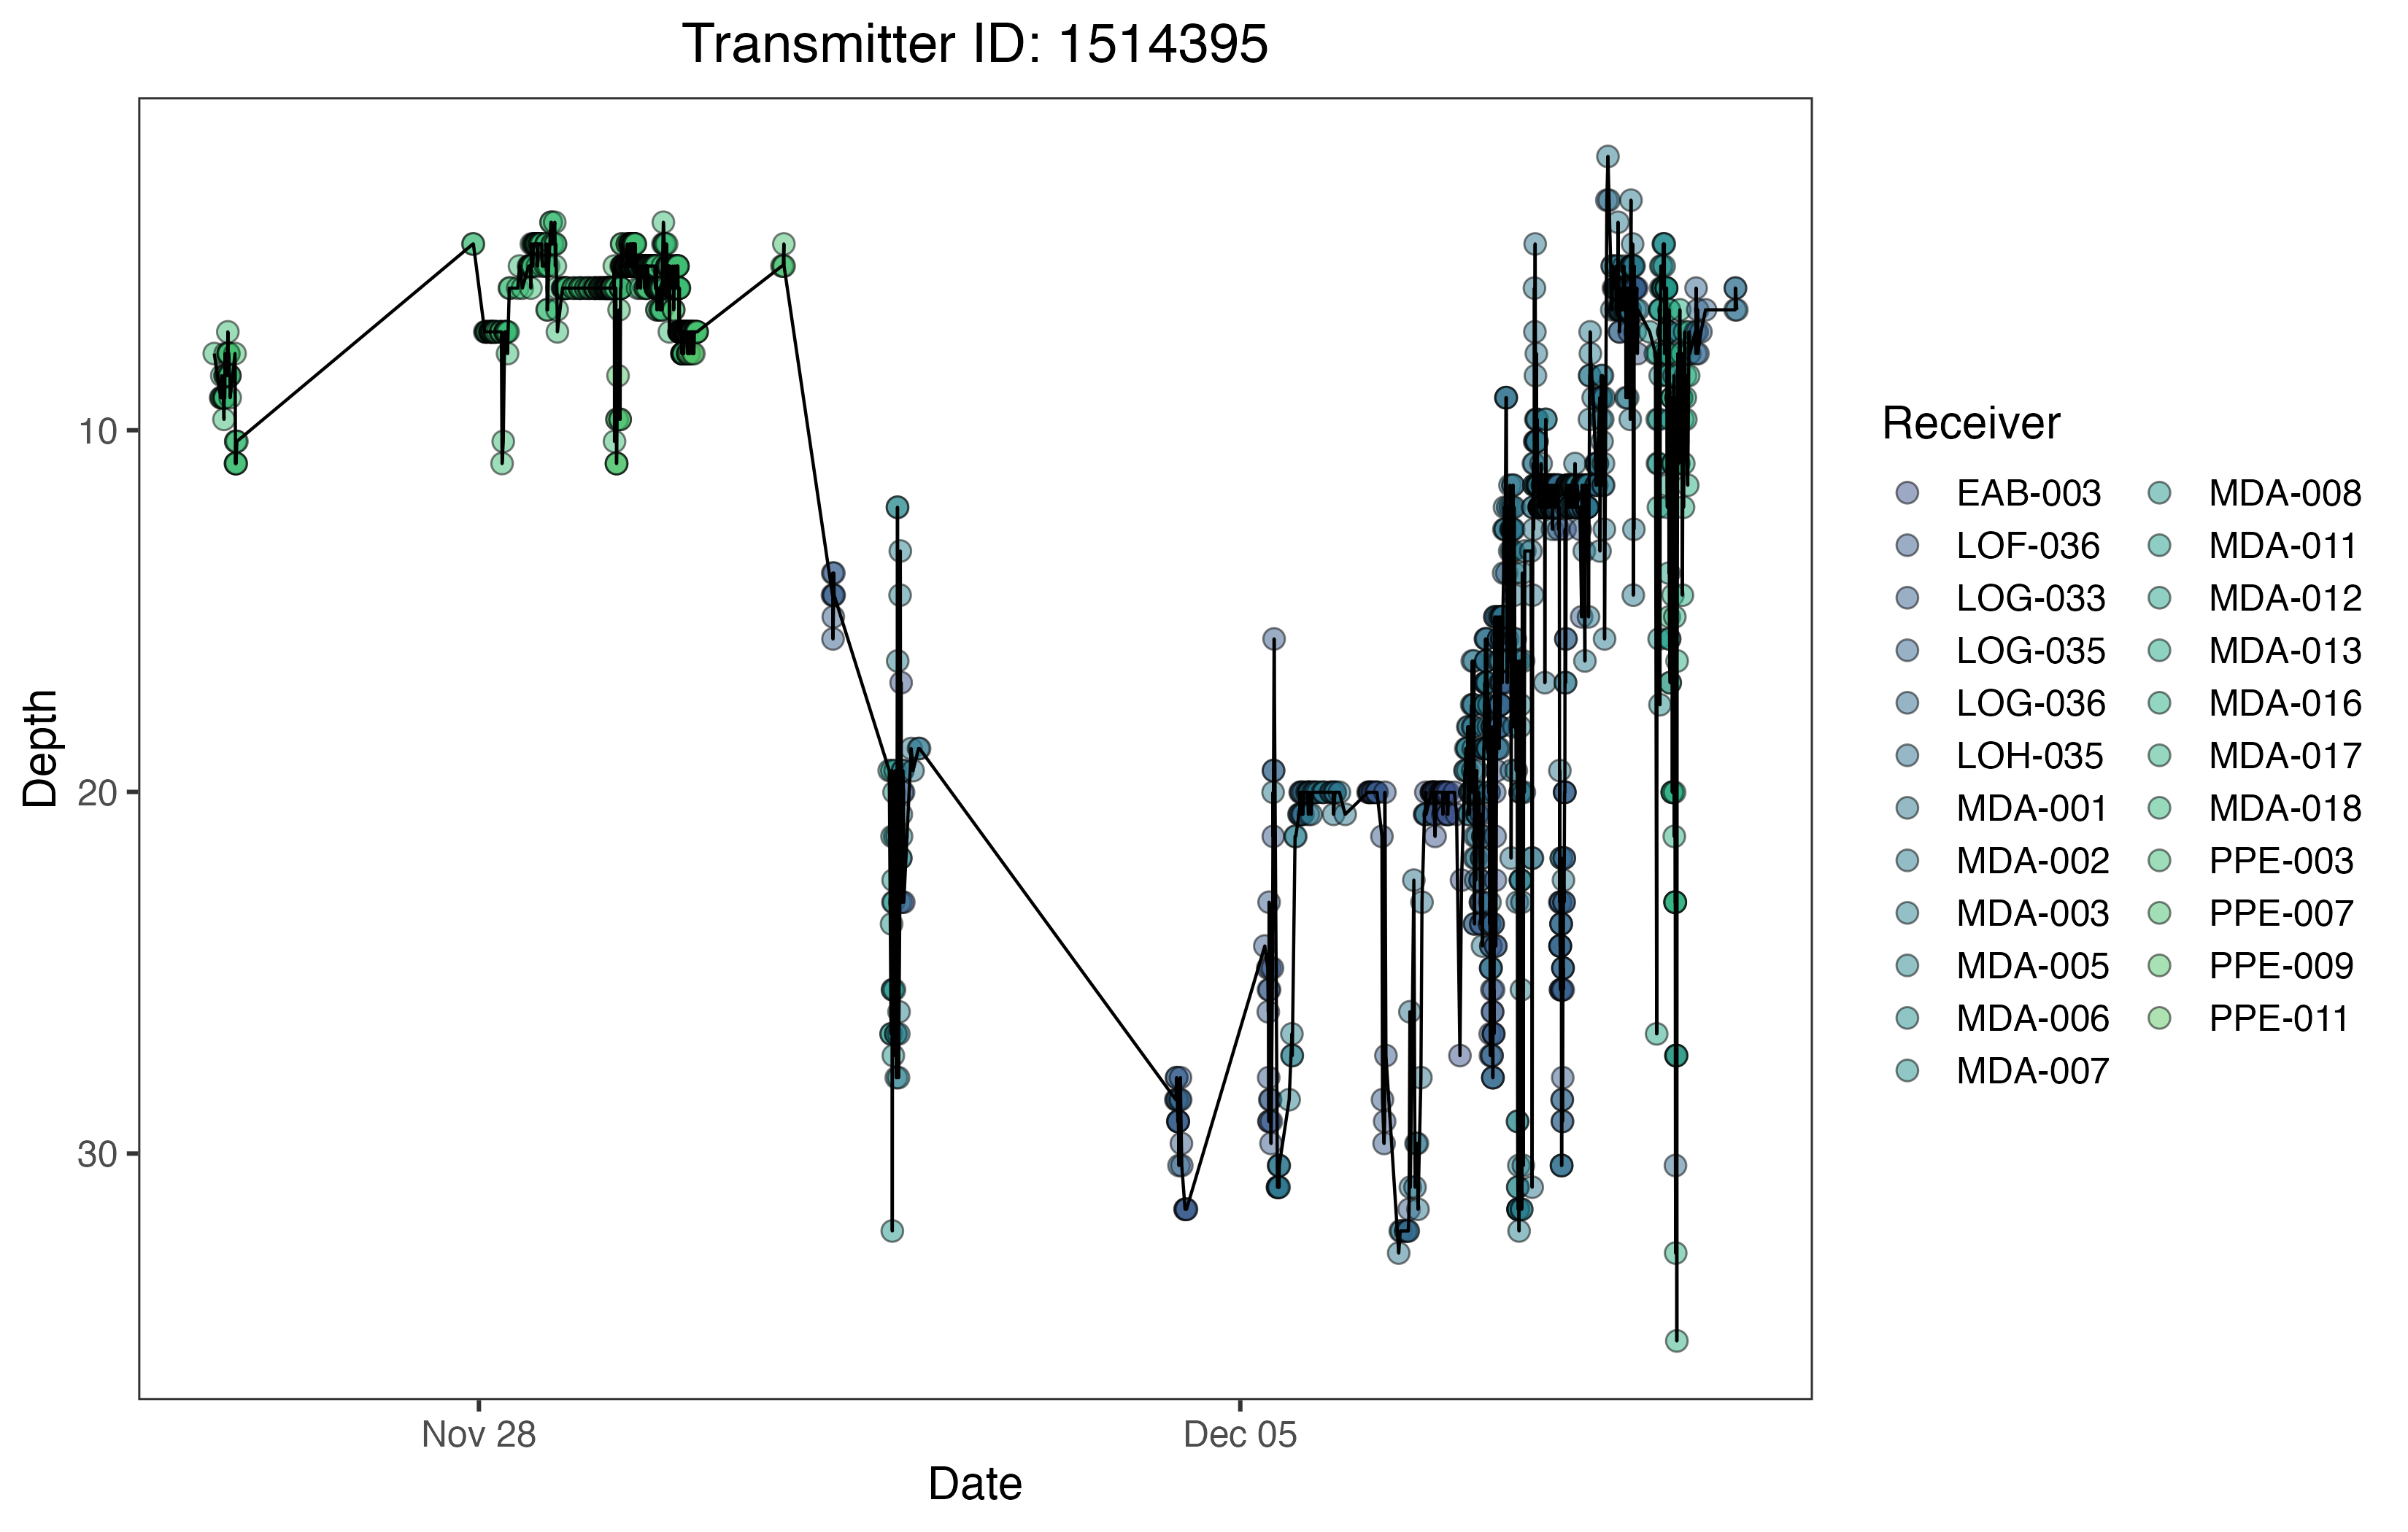 Transmitter ID: 1514395
Depth
10
20
30
Nov 28
Dec 05
Date
Receiver
EAB-003
LOF-036
LOG-033
LOG-035
LOG-036
LOH-035
MDA-001
MDA-002
MDA-003
MDA-005
MDA-006
MDA-007
MDA-008
MDA-011
MDA-012
MDA-013
MDA-016
MDA-017
MDA-018
PPE-003
PPE-007
PPE-009
PPE-011